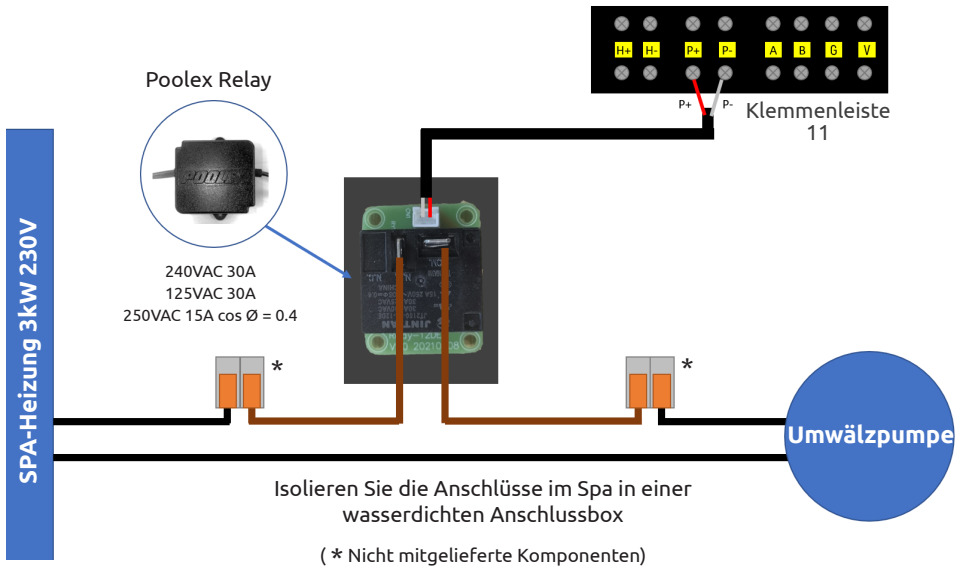 H+ H- P+ P- A B G V
P+ P-
Klemmenleiste
11
Poolex Relay
POOLEX
240VAC 30A
125VAC 30A
250VAC 15A cos Ø = 0.4
JINTIAN
SPA-Heizung 3kW 230V
*
*
Umwälzpumpe
Isolieren Sie die Anschlüsse im Spa in einer
wasserdichten Anschlussbox
( * Nicht mitgelieferte Komponenten)